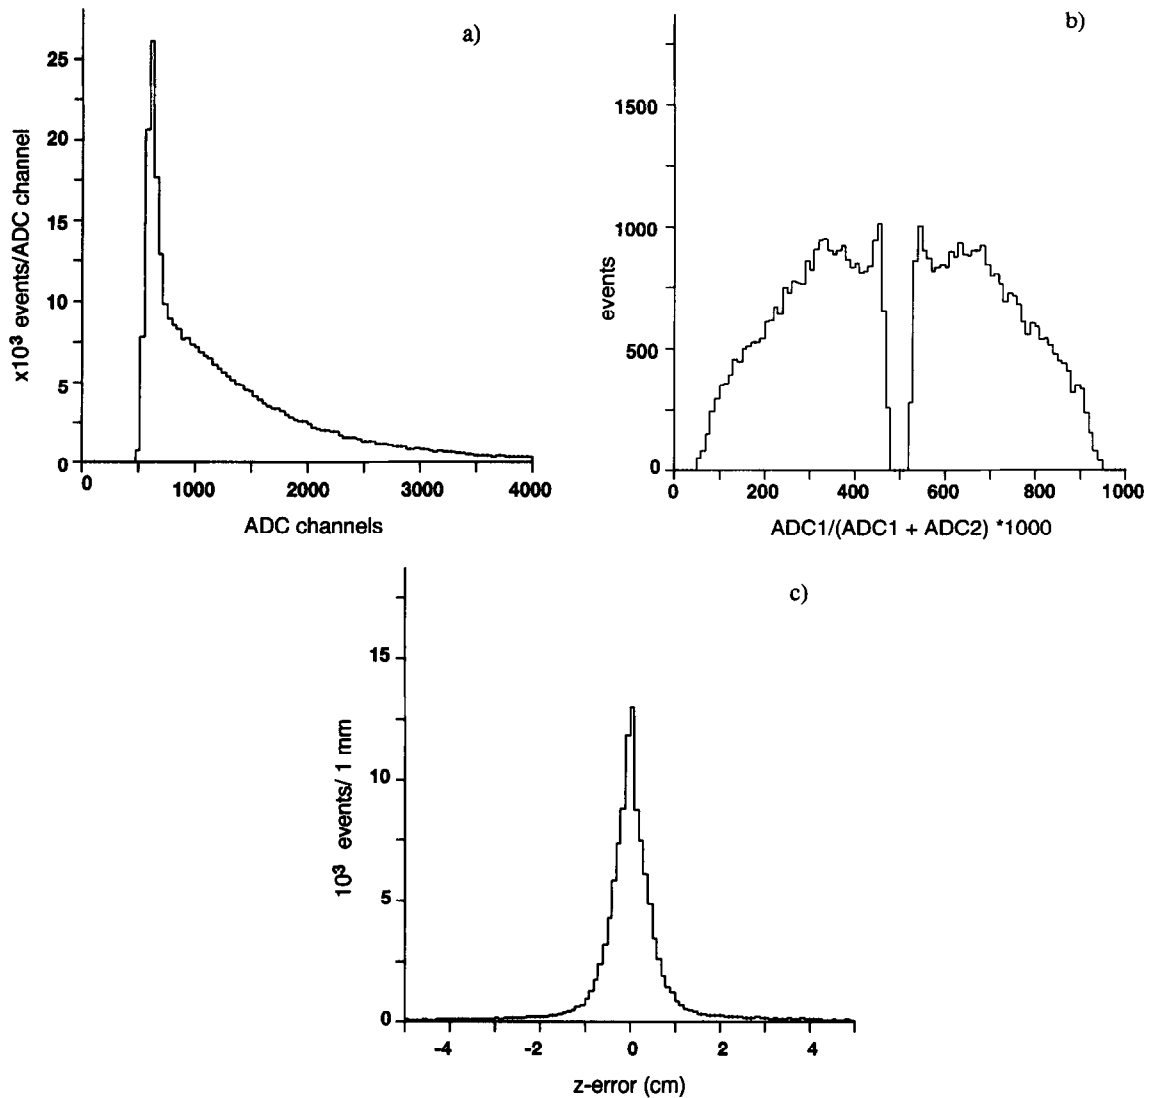 a)
25
20
15
10
5
0
x10³ events/ADC channel
0 1000 2000 3000 4000
ADC channels
b)
1500
1000
500
0
events
0 200 400 600 800 1000
ADC1/(ADC1 + ADC2) *1000
c)
15
10
5
0
10³ events/ 1 mm
-4 -2 0 2 4
z-error (cm)